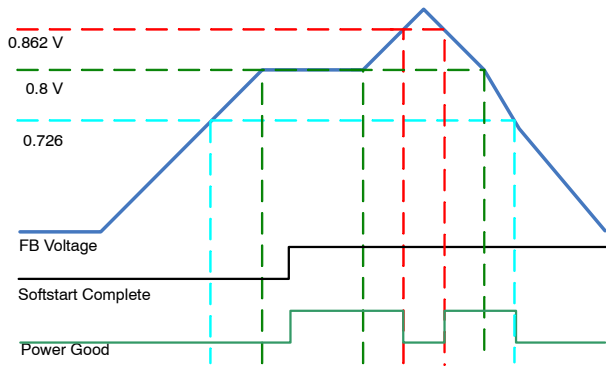 0.862 V
0.8 V
0.726
FB Voltage
Softstart Complete
Power Good